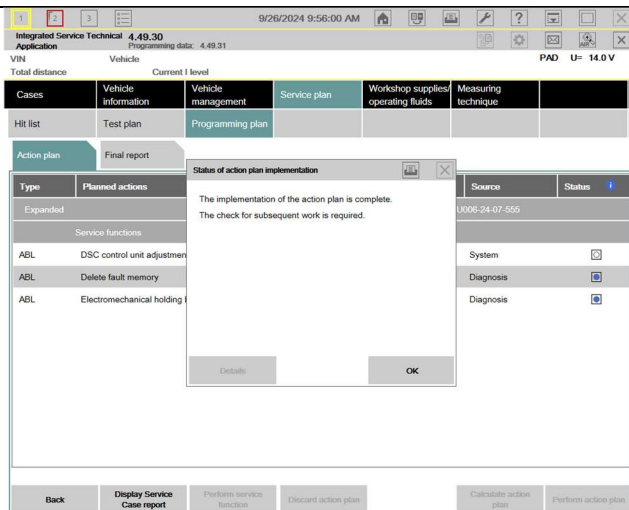 1 2 3 9/26/2024 9:56:00 AM
Integrated Service Technical 4.49.30
Application Programming data: 4.49.31
VIN Vehicle PAD U= 14.0 V
Total distance Current I level
Cases Vehicle information Vehicle management Service plan Workshop supplies/ operating fluids Measuring technique
Hit list Test plan Programming plan
Action plan Final report
Status of action plan implementation
Type Planned actions Source Status
The implementation of the action plan is complete.
The check for subsequent work is required.
Expanded U006-24-07-555
Service functions
ABL DSC control unit adjustmen System
ABL Delete fault memory Diagnosis
ABL Electromechanical holding Diagnosis
Details OK
Back Display Service Case report Perform service function Discard action plan Calculate action plan Perform action plan